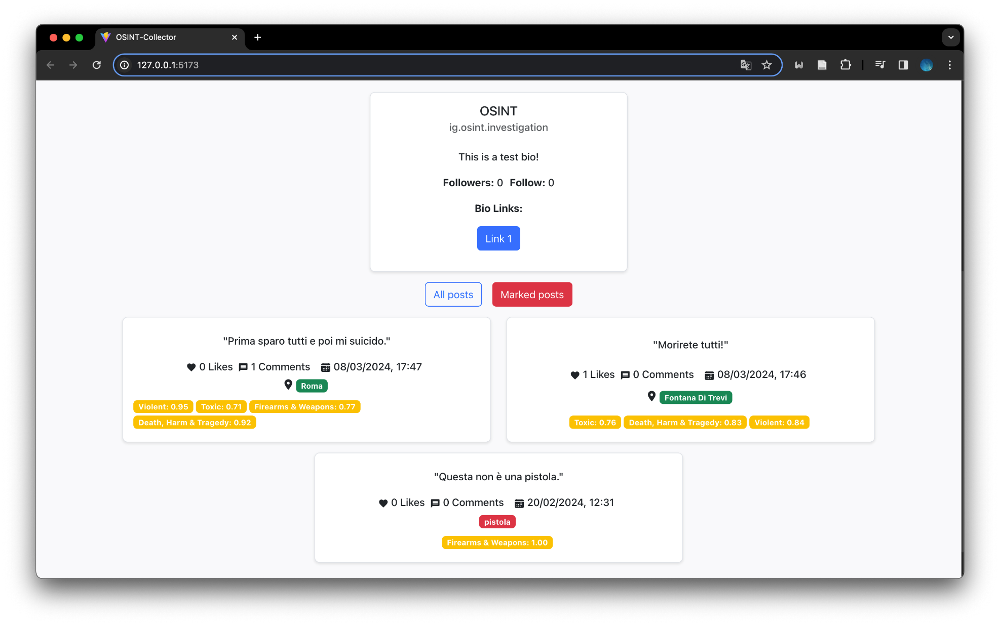 OSINT-Collector
127.0.0.1:5173
OSINT
ig.osint.investigation
This is a test bio!
Followers: 0 Follow: 0
Bio Links:
Link 1
All posts
Marked posts
"Prima sparo tutti e poi mi suicido."
0 Likes 1 Comments 08/03/2024, 17:47
Roma
Violent: 0.95 Toxic: 0.71 Firearms & Weapons: 0.77
Death, Harm & Tragedy: 0.92
"Morirete tutti!"
1 Likes 0 Comments 08/03/2024, 17:46
Fontana Di Trevi
Toxic: 0.76 Death, Harm & Tragedy: 0.83 Violent: 0.84
"Questa non è una pistola."
0 Likes 0 Comments 20/02/2024, 12:31
pistola
Firearms & Weapons: 1.00